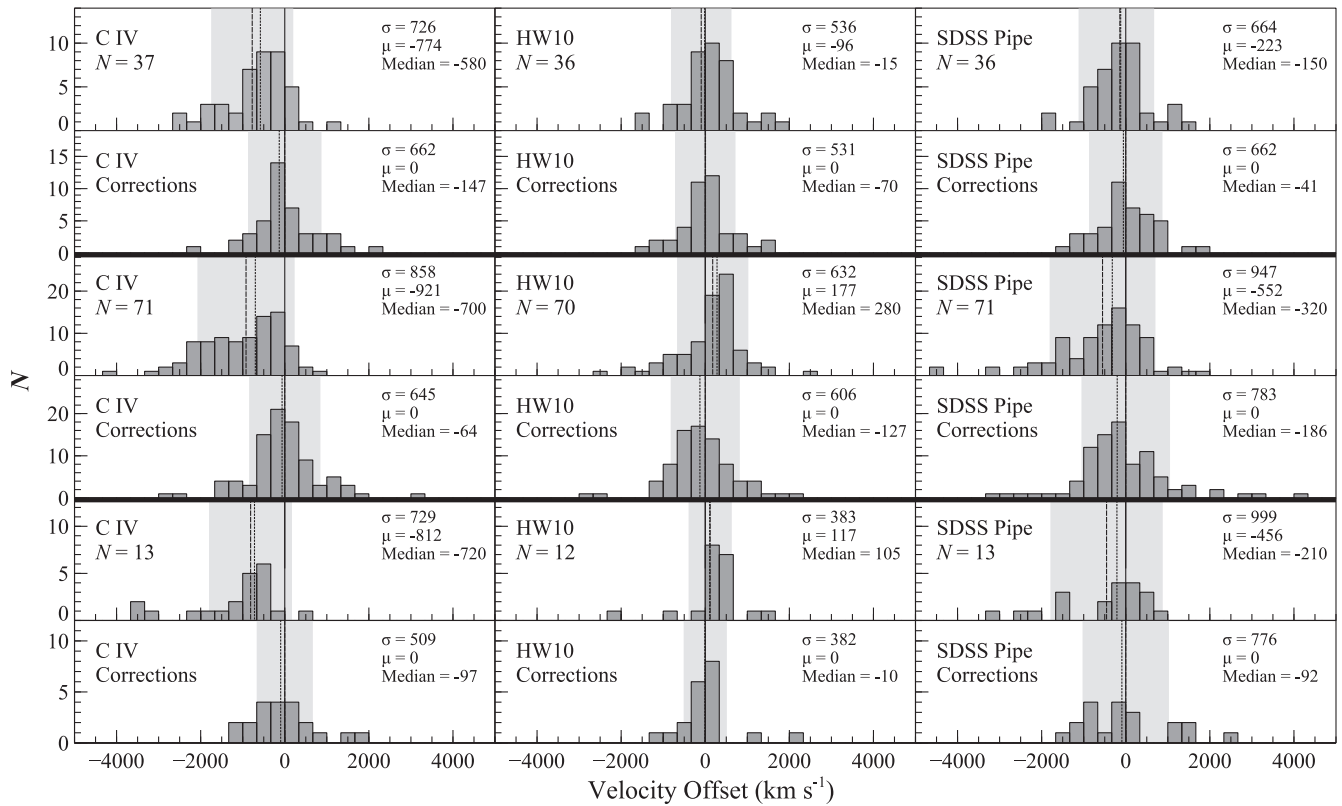 C IV
N = 37
σ = 726
μ = -774
Median = -580
HW10
N = 36
σ = 536
μ = -96
Median = -15
SDSS Pipe
N = 36
σ = 664
μ = -223
Median = -150
10
5
0
C IV
Corrections
σ = 662
μ = 0
Median = -147
HW10
Corrections
σ = 531
μ = 0
Median = -70
SDSS Pipe
Corrections
σ = 662
μ = 0
Median = -41
15
10
5
0
C IV
N = 71
σ = 858
μ = -921
Median = -700
HW10
N = 70
σ = 632
μ = 177
Median = 280
SDSS Pipe
N = 71
σ = 947
μ = -552
Median = -320
20
10
0
N
C IV
Corrections
σ = 645
μ = 0
Median = -64
HW10
Corrections
σ = 606
μ = 0
Median = -127
SDSS Pipe
Corrections
σ = 783
μ = 0
Median = -186
20
10
0
C IV
N = 13
σ = 729
μ = -812
Median = -720
HW10
N = 12
σ = 383
μ = 117
Median = 105
SDSS Pipe
N = 13
σ = 999
μ = -456
Median = -210
10
5
0
C IV
Corrections
σ = 509
μ = 0
Median = -97
HW10
Corrections
σ = 382
μ = 0
Median = -10
SDSS Pipe
Corrections
σ = 776
μ = 0
Median = -92
10
5
0
−4000 −2000 0 2000 4000 −4000 −2000 0 2000 4000 −4000 −2000 0 2000 4000
Velocity Offset (km s⁻¹)